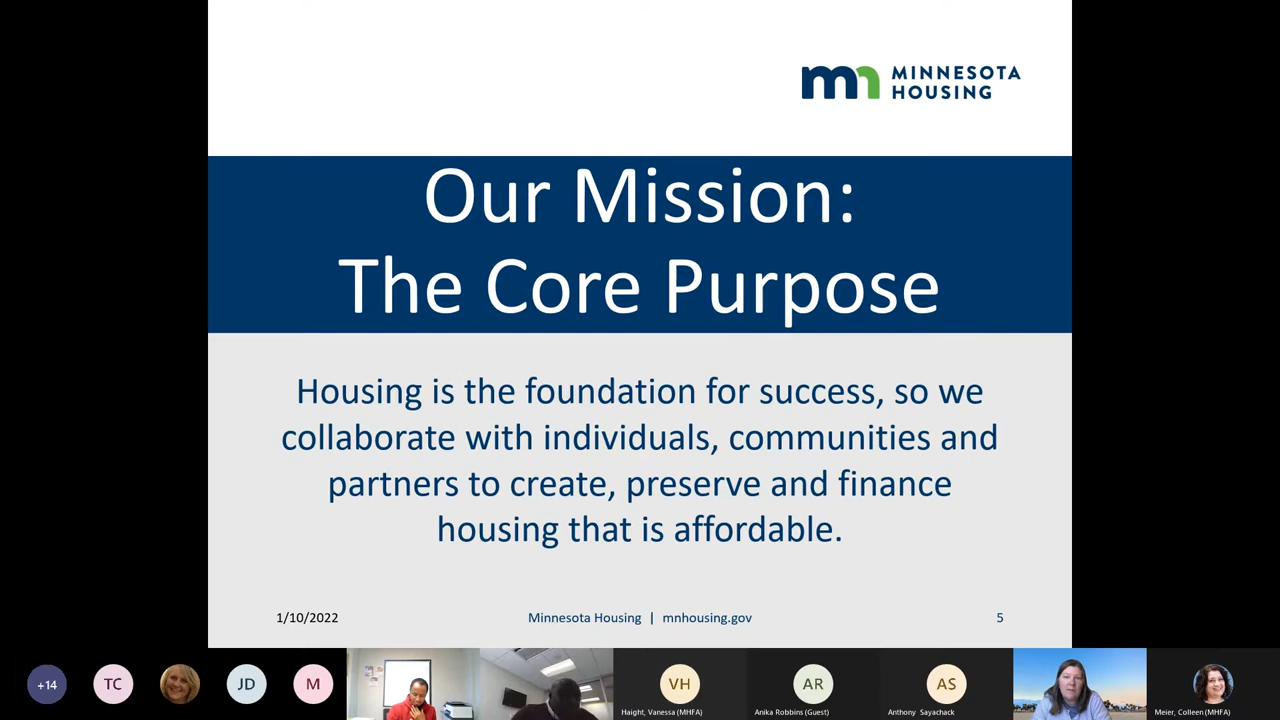 mn MINNESOTA
HOUSING
Our Mission:
The Core Purpose
Housing is the foundation for success, so we
collaborate with individuals, communities and
partners to create, preserve and finance
housing that is affordable.
1/10/2022 Minnesota Housing | mnhousing.gov 5
+14 TC JD M VH AR AS
Haight, Vanessa (MHFA) Anika Robbins (Guest) Anthony Sayachack Meier, Colleen (MHFA)